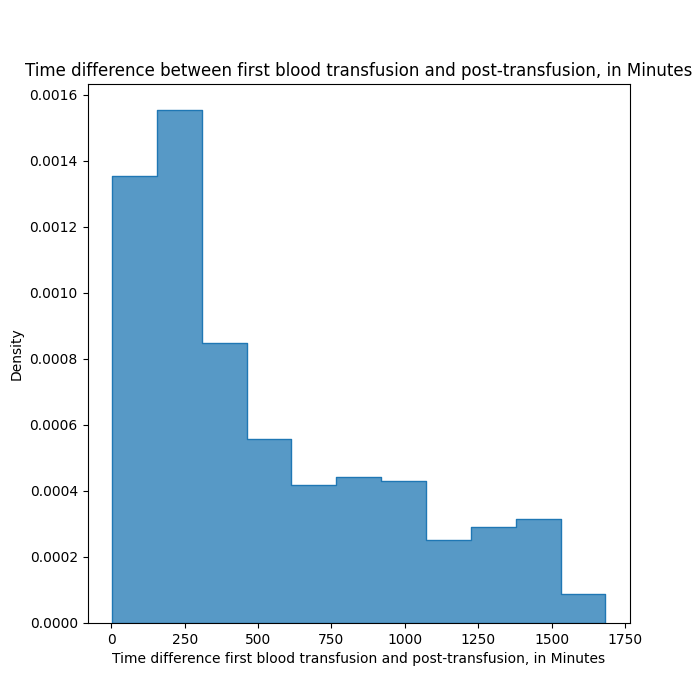 Time difference between first blood transfusion and post-transfusion, in Minutes
0.0016
0.0014
0.0012
0.0010
0.0008
0.0006
0.0004
0.0002
0.0000
Density
0 250 500 750 1000 1250 1500 1750
Time difference first blood transfusion and post-transfusion, in Minutes